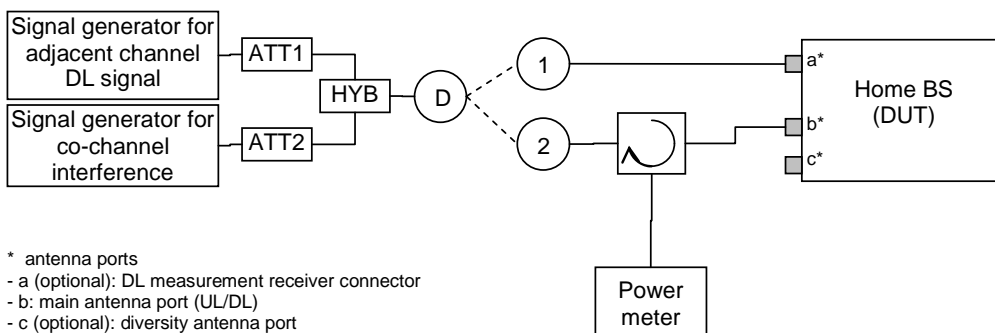 Signal generator for
adjacent channel
DL signal
ATT1
HYB
D
1
2
Signal generator for
co-channel
interference
ATT2
a*
b*
c*
Home BS
(DUT)
Power
meter
* antenna ports
- a (optional): DL measurement receiver connector
- b: main antenna port (UL/DL)
- c (optional): diversity antenna port